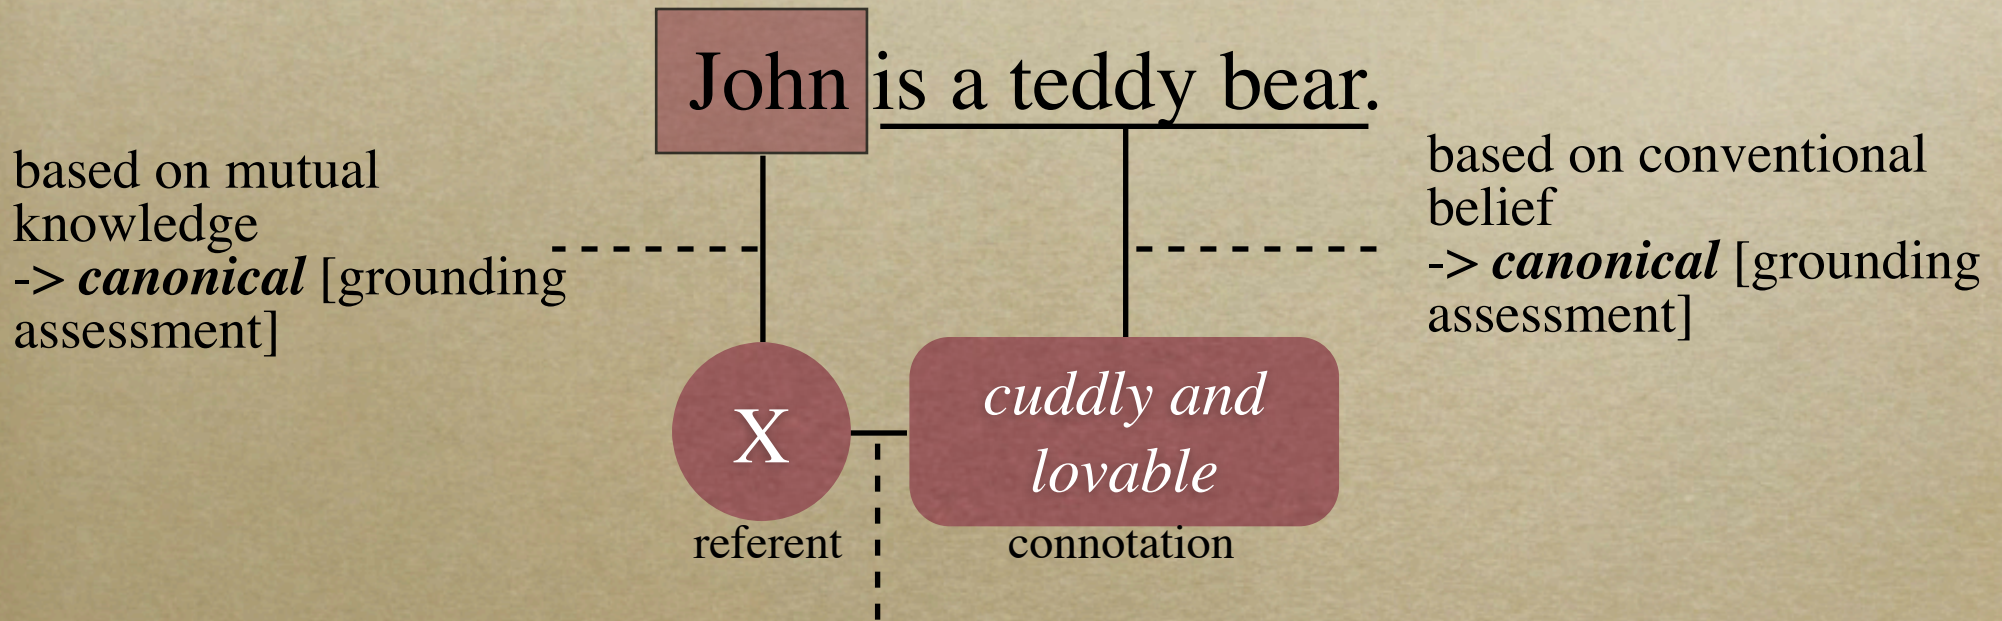 John is a teddy bear.
based on mutual
knowledge
-> canonical [grounding
assessment]
based on conventional
belief
-> canonical [grounding
assessment]
X
cuddly and
lovable
referent
connotation